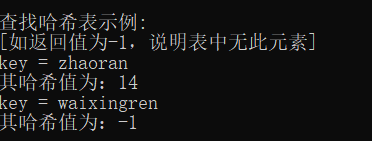 查找哈希表示例:
[如返回值为-1，说明表中无此元素]
key = zhaoran
其哈希值为：14
key = waixingren
其哈希值为：-1